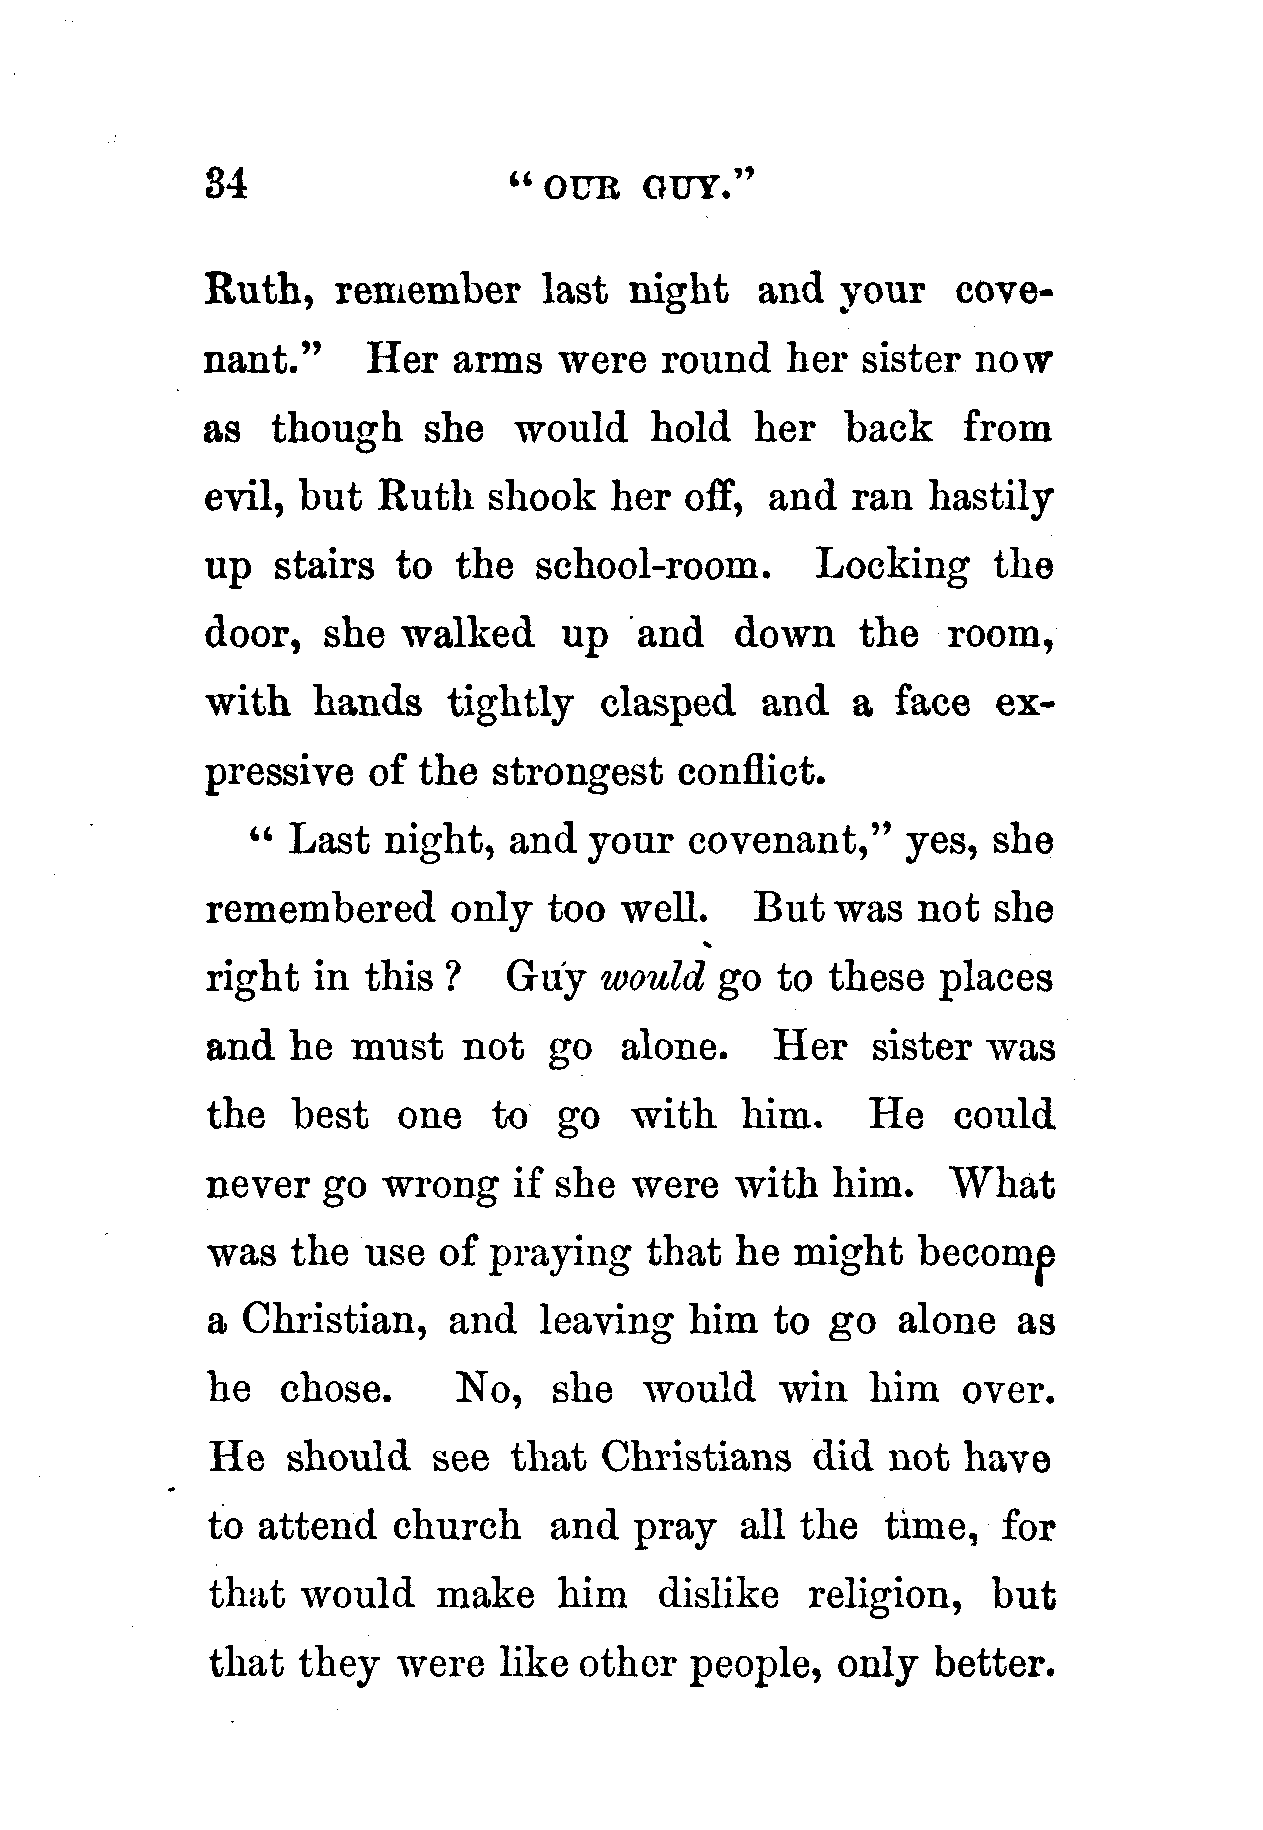 34 “ OUR GUY.”
Ruth, remember last night and your cove-
nant.” Her arms were round her sister now
as though she would hold her back from
evil, but Ruth shook her off, and ran hastily
up stairs to the school-room. Locking the
door, she walked up and down the room,
with hands tightly clasped and a face ex-
pressive of the strongest conflict.
“ Last night, and your covenant,” yes, she
remembered only too well. But was not she
right in this ? Guy would go to these places
and he must not go alone. Her sister was
the best one to go with him. He could
never go wrong if she were with him. What
was the use of praying that he might become
a Christian, and leaving him to go alone as
he chose. No, she would win him over.
He should see that Christians did not have
to attend church and pray all the time, for
that would make him dislike religion, but
that they were like other people, only better.